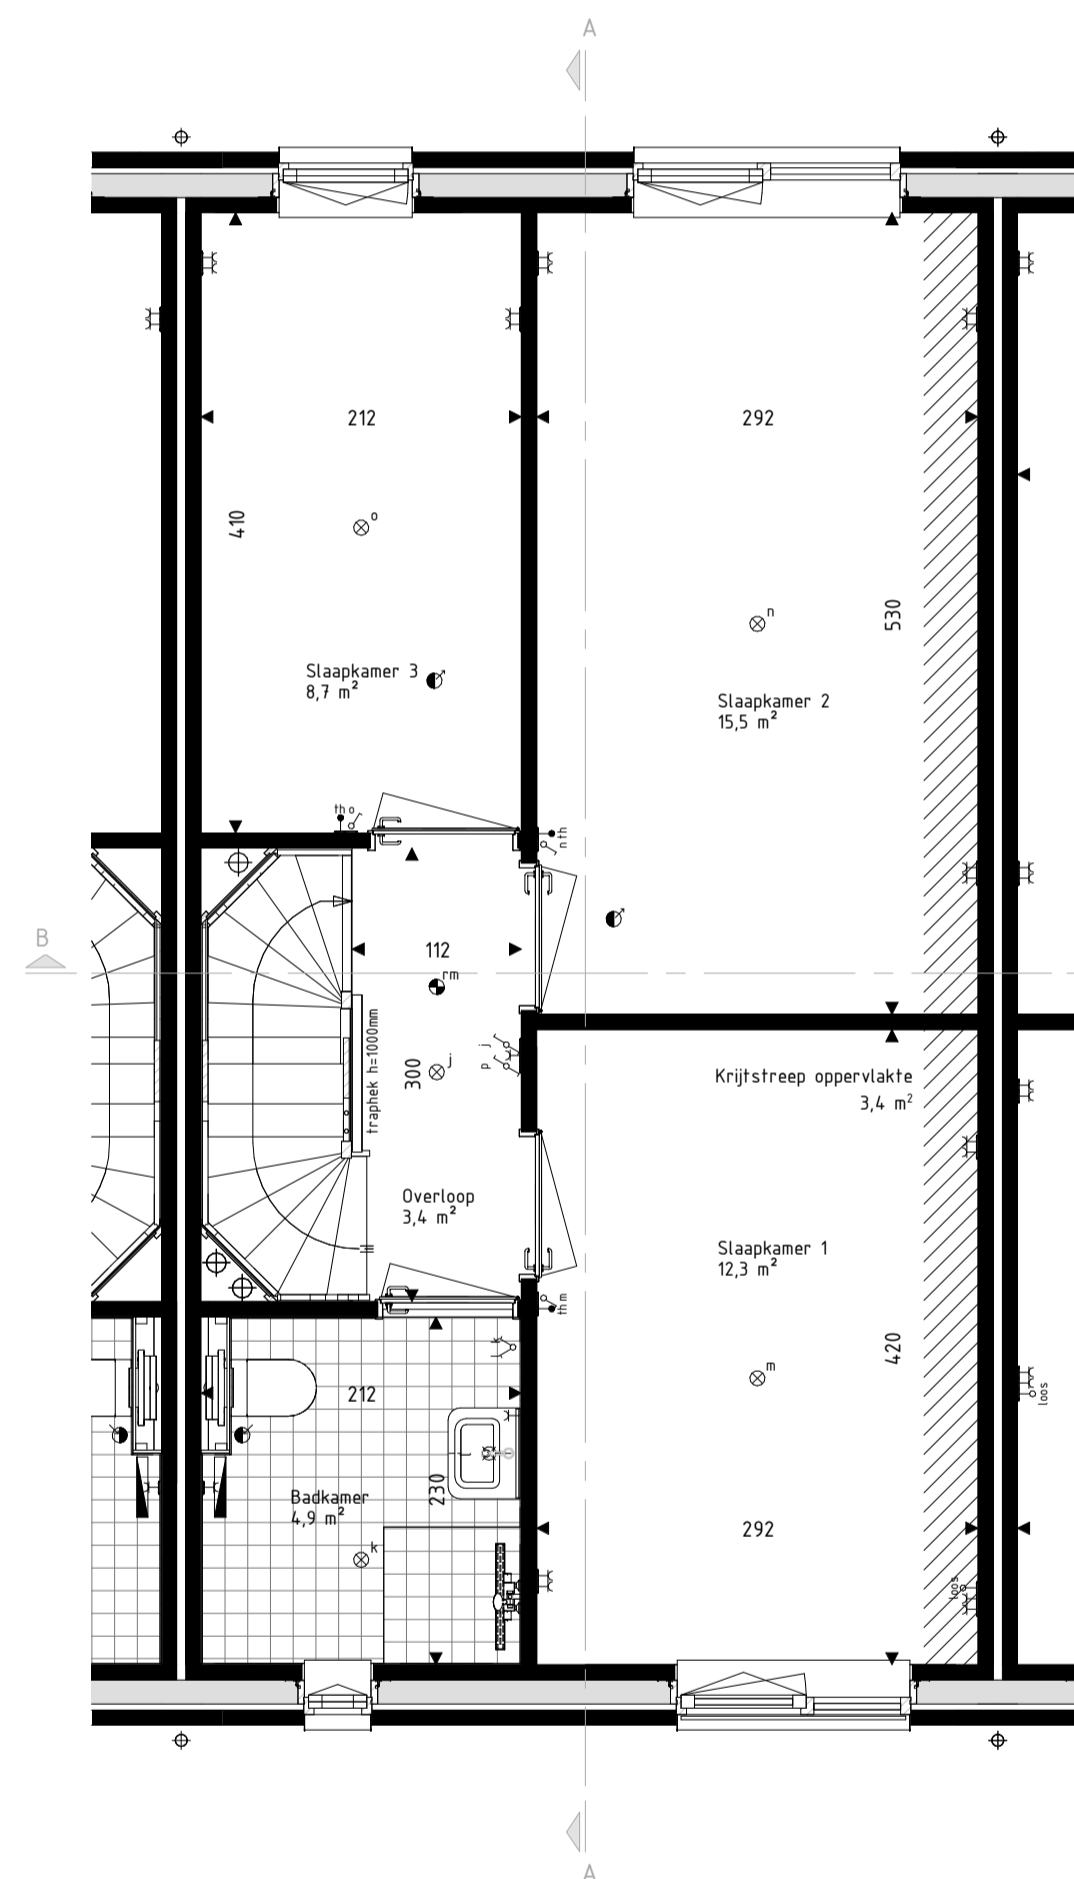 A
212
292
410
o
530
n
Slaapkamer 3
8,7 m²
Slaapkamer 2
15,5 m²
th o
n th
B
112
rm
traphek h=1000mm
300
j
p j
Krijtstreep oppervlakte
3,4 m²
Overloop
3,4 m²
Slaapkamer 1
12,3 m²
th m
k
420
m
212
loos
230
Badkamer
4,9 m²
292
k
loos
A